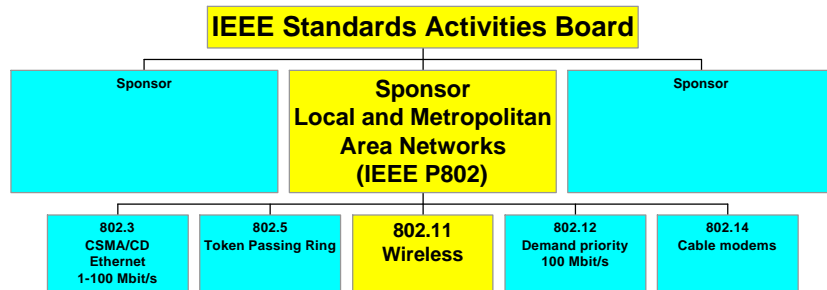 IEEE Standards Activities Board
Sponsor
Sponsor
Local and Metropolitan
Area Networks
(IEEE P802)
Sponsor
802.3
CSMA/CD
Ethernet
1-100 Mbit/s
802.5
Token Passing Ring
802.11
Wireless
802.12
Demand priority
100 Mbit/s
802.14
Cable modems